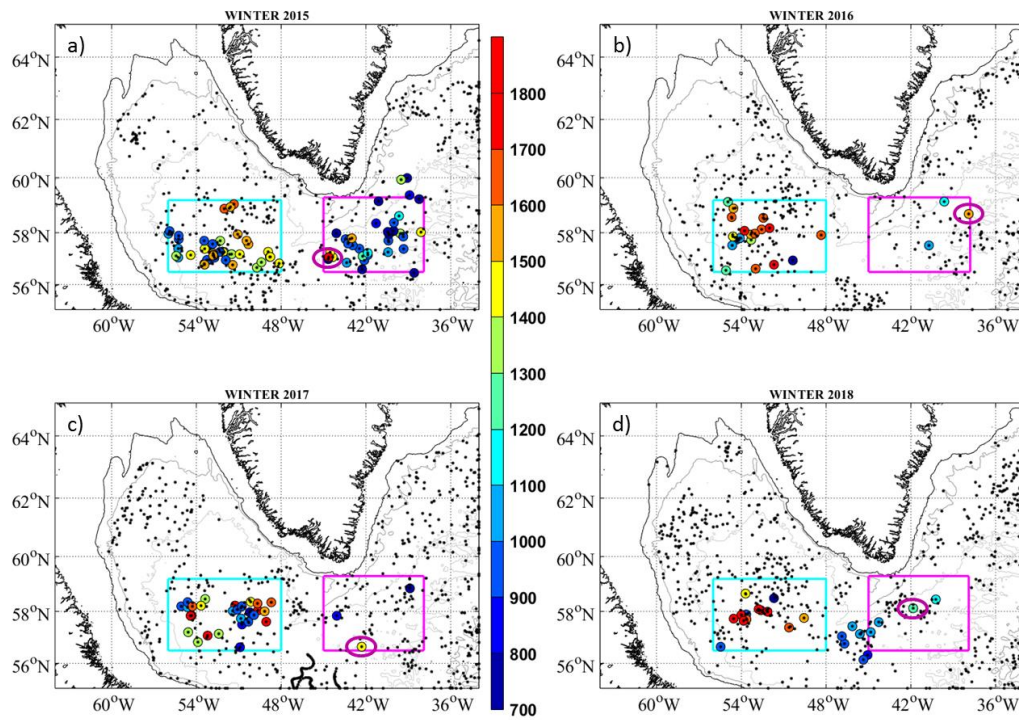 WINTER 2015
a)
64°N
62°N
60°N
58°N
56°N
60°W 54°W 48°W 42°W 36°W
WINTER 2016
b)
64°N
62°N
60°N
58°N
56°N
60°W 54°W 48°W 42°W 36°W
1800
1700
1600
1500
1400
1300
1200
1100
1000
900
800
700
WINTER 2017
c)
64°N
62°N
60°N
58°N
56°N
60°W 54°W 48°W 42°W 36°W
WINTER 2018
d)
64°N
62°N
60°N
58°N
56°N
60°W 54°W 48°W 42°W 36°W